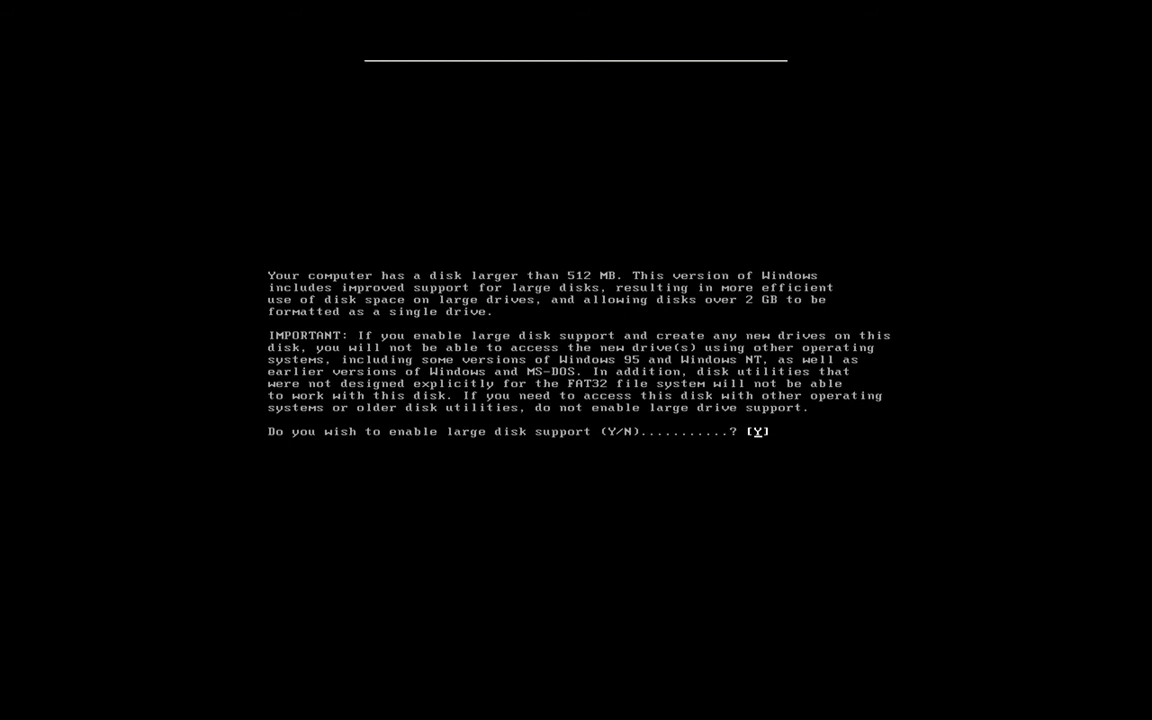 Your computer has a disk larger than 512 MB. This version of Windows
includes improved support for large disks, resulting in more efficient
use of disk space on large drives, and allowing disks over 2 GB to be
formatted as a single drive.
IMPORTANT: If you enable large disk support and create any new drives on this
disk, you will not be able to access the new drive(s) using other operating
systems, including some versions of Windows 95 and Windows NT, as well as
earlier versions of Windows and MS-DOS. In addition, disk utilities that
were not designed explicitly for the FAT32 file system will not be able
to work with this disk. If you need to access this disk with other operating
systems or older disk utilities, do not enable large drive support.
Do you wish to enable large disk support (Y/N)...........? [Y]